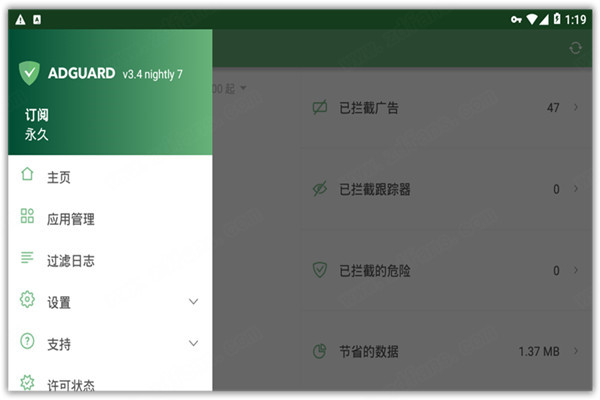 1:19
ADGUARD v3.4 nightly 7
订阅
永久
00 起
主页
应用管理
过滤日志
设置
支持
许可状态
已拦截广告 47
已拦截跟踪器 0
已拦截的危险 0
节省的数据 1.37 MB